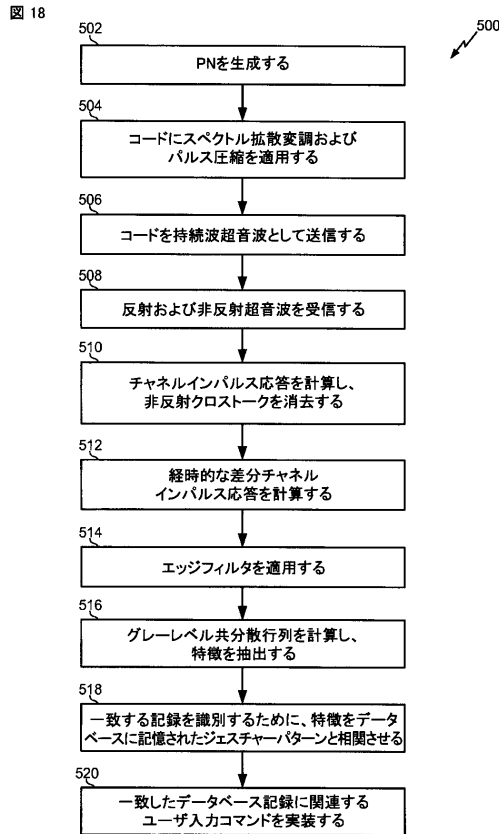 図 18
500
502
PNを生成する
504
コードにスペクトル拡散変調および
パルス圧縮を適用する
506
コードを持続波超音波として送信する
508
反射および非反射超音波を受信する
510
チャネルインパルス応答を計算し、
非反射クロストークを消去する
512
経時的な差分チャネル
インパルス応答を計算する
514
エッジフィルタを適用する
516
グレーレベル共分散行列を計算し、
特徴を抽出する
518
一致する記録を識別するために、特徴をデータ
ベースに記憶されたジェスチャーパターンと相関させる
520
一致したデータベース記録に関連する
ユーザ入力コマンドを実装する